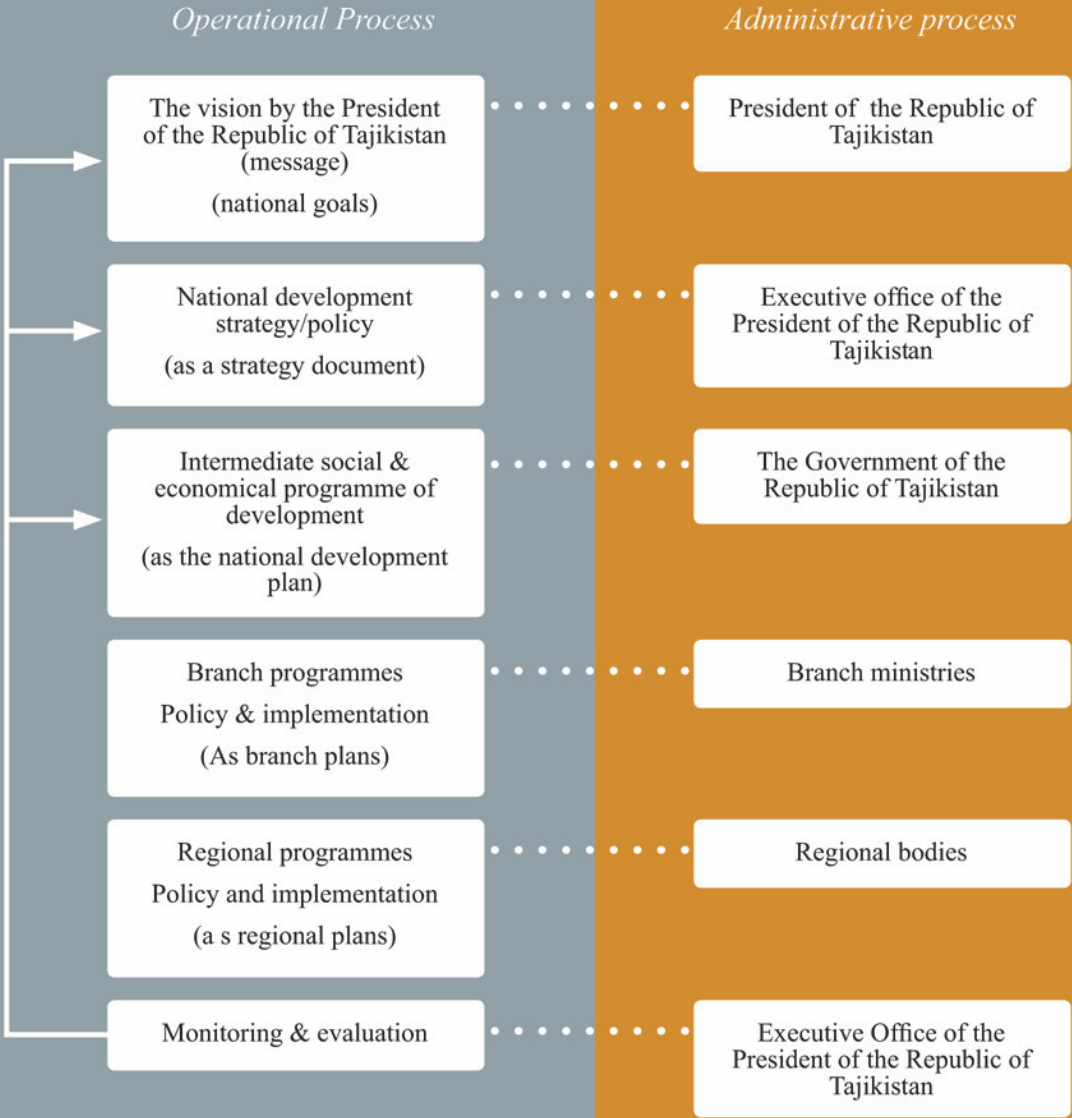 Operational Process
Administrative process
The vision by the President
of the Republic of Tajikistan
(message)
(national goals)
President of the Republic of
Tajikistan
National development
strategy/policy
(as a strategy document)
Executive office of the
President of the Republic of
Tajikistan
Intermediate social &
economical programme of
development
(as the national development
plan)
The Government of the
Republic of Tajikistan
Branch programmes
Policy & implementation
(As branch plans)
Branch ministries
Regional programmes
Policy and implementation
(a s regional plans)
Regional bodies
Monitoring & evaluation
Executive Office of the
President of the Republic of
Tajikistan